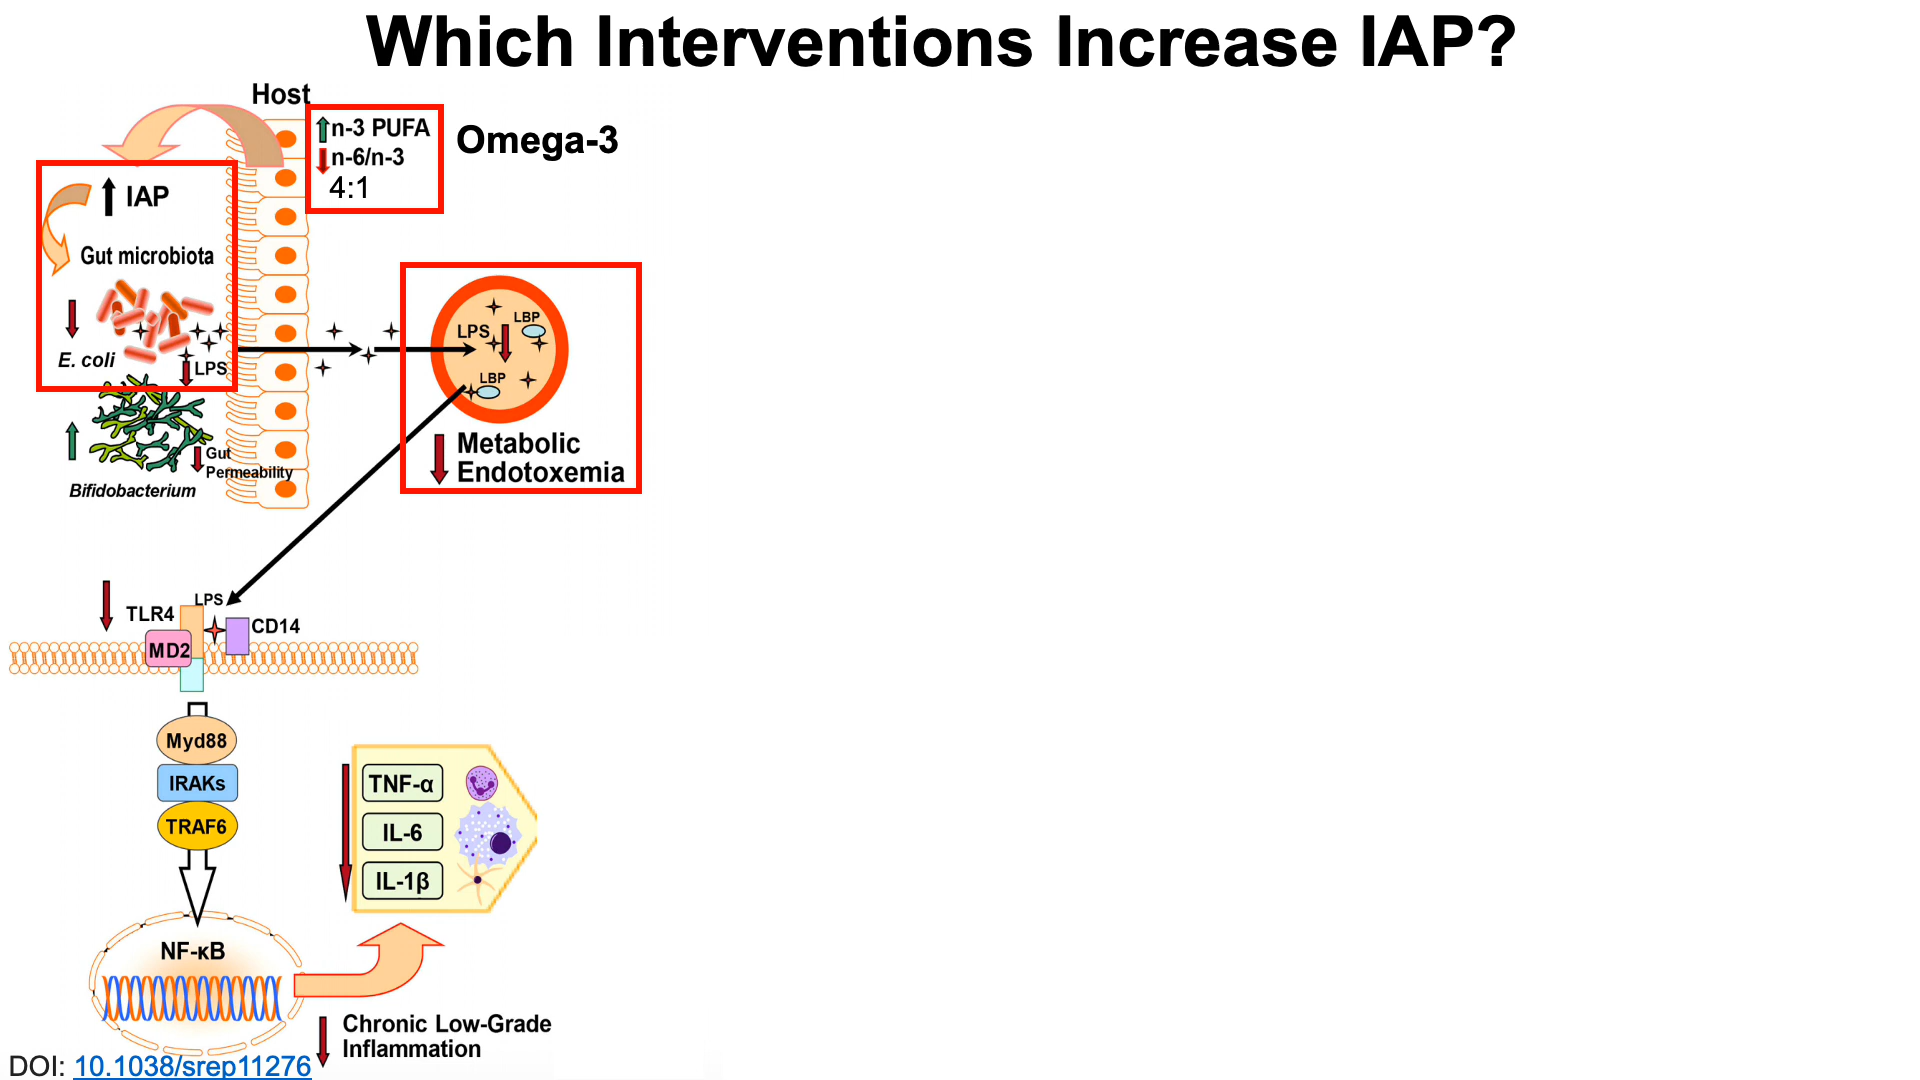 Which Interventions Increase IAP?
Host
n-3 PUFA
n-6/n-3
4:1
Omega-3
IAP
Gut microbiota
E. coli
LPS
Gut
Permeability
Bifidobacterium
LPS
LBP
LBP
Metabolic
Endotoxemia
LPS
TLR4
CD14
MD2
Myd88
IRAKs
TRAF6
NF-κB
TNF-α
IL-6
IL-1β
Chronic Low-Grade
Inflammation
DOI: 10.1038/srep11276